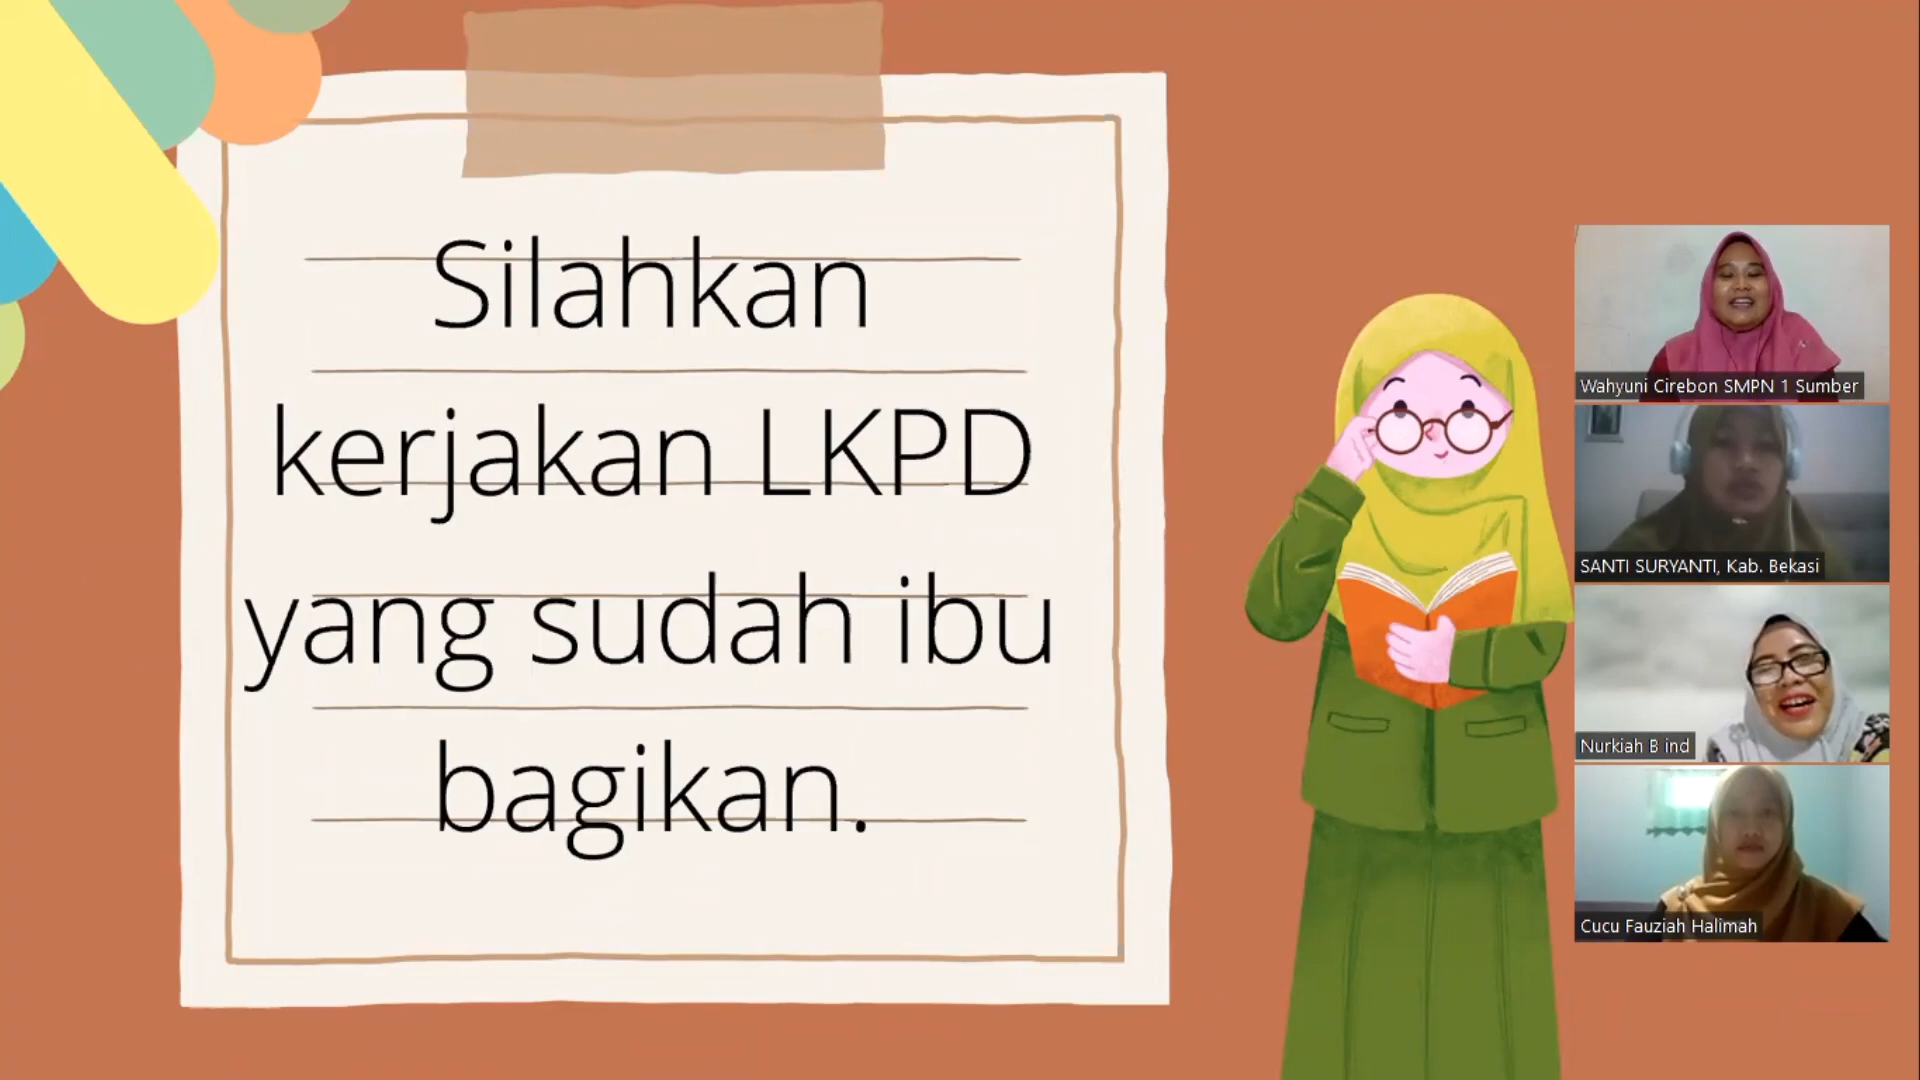 Silahkan
kerjakan LKPD
yang sudah ibu
bagikan.
Wahyuni Cirebon SMPN 1 Sumber
SANTI SURYANTI, Kab. Bekasi
Nurkiah B ind
Cucu Fauziah Halimah